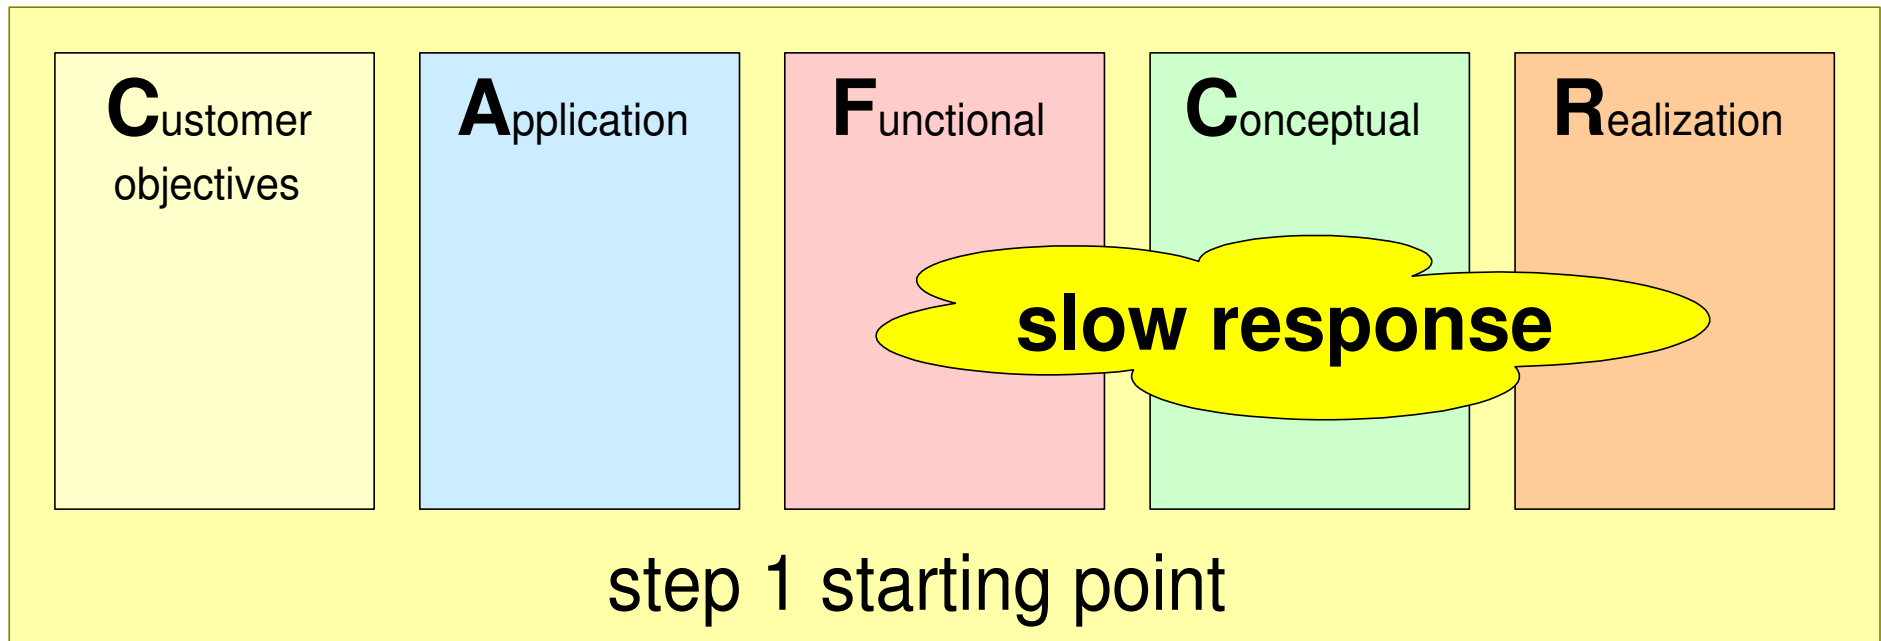 Customer
objectives
Application
Functional
Conceptual
Realization
slow response
step 1 starting point